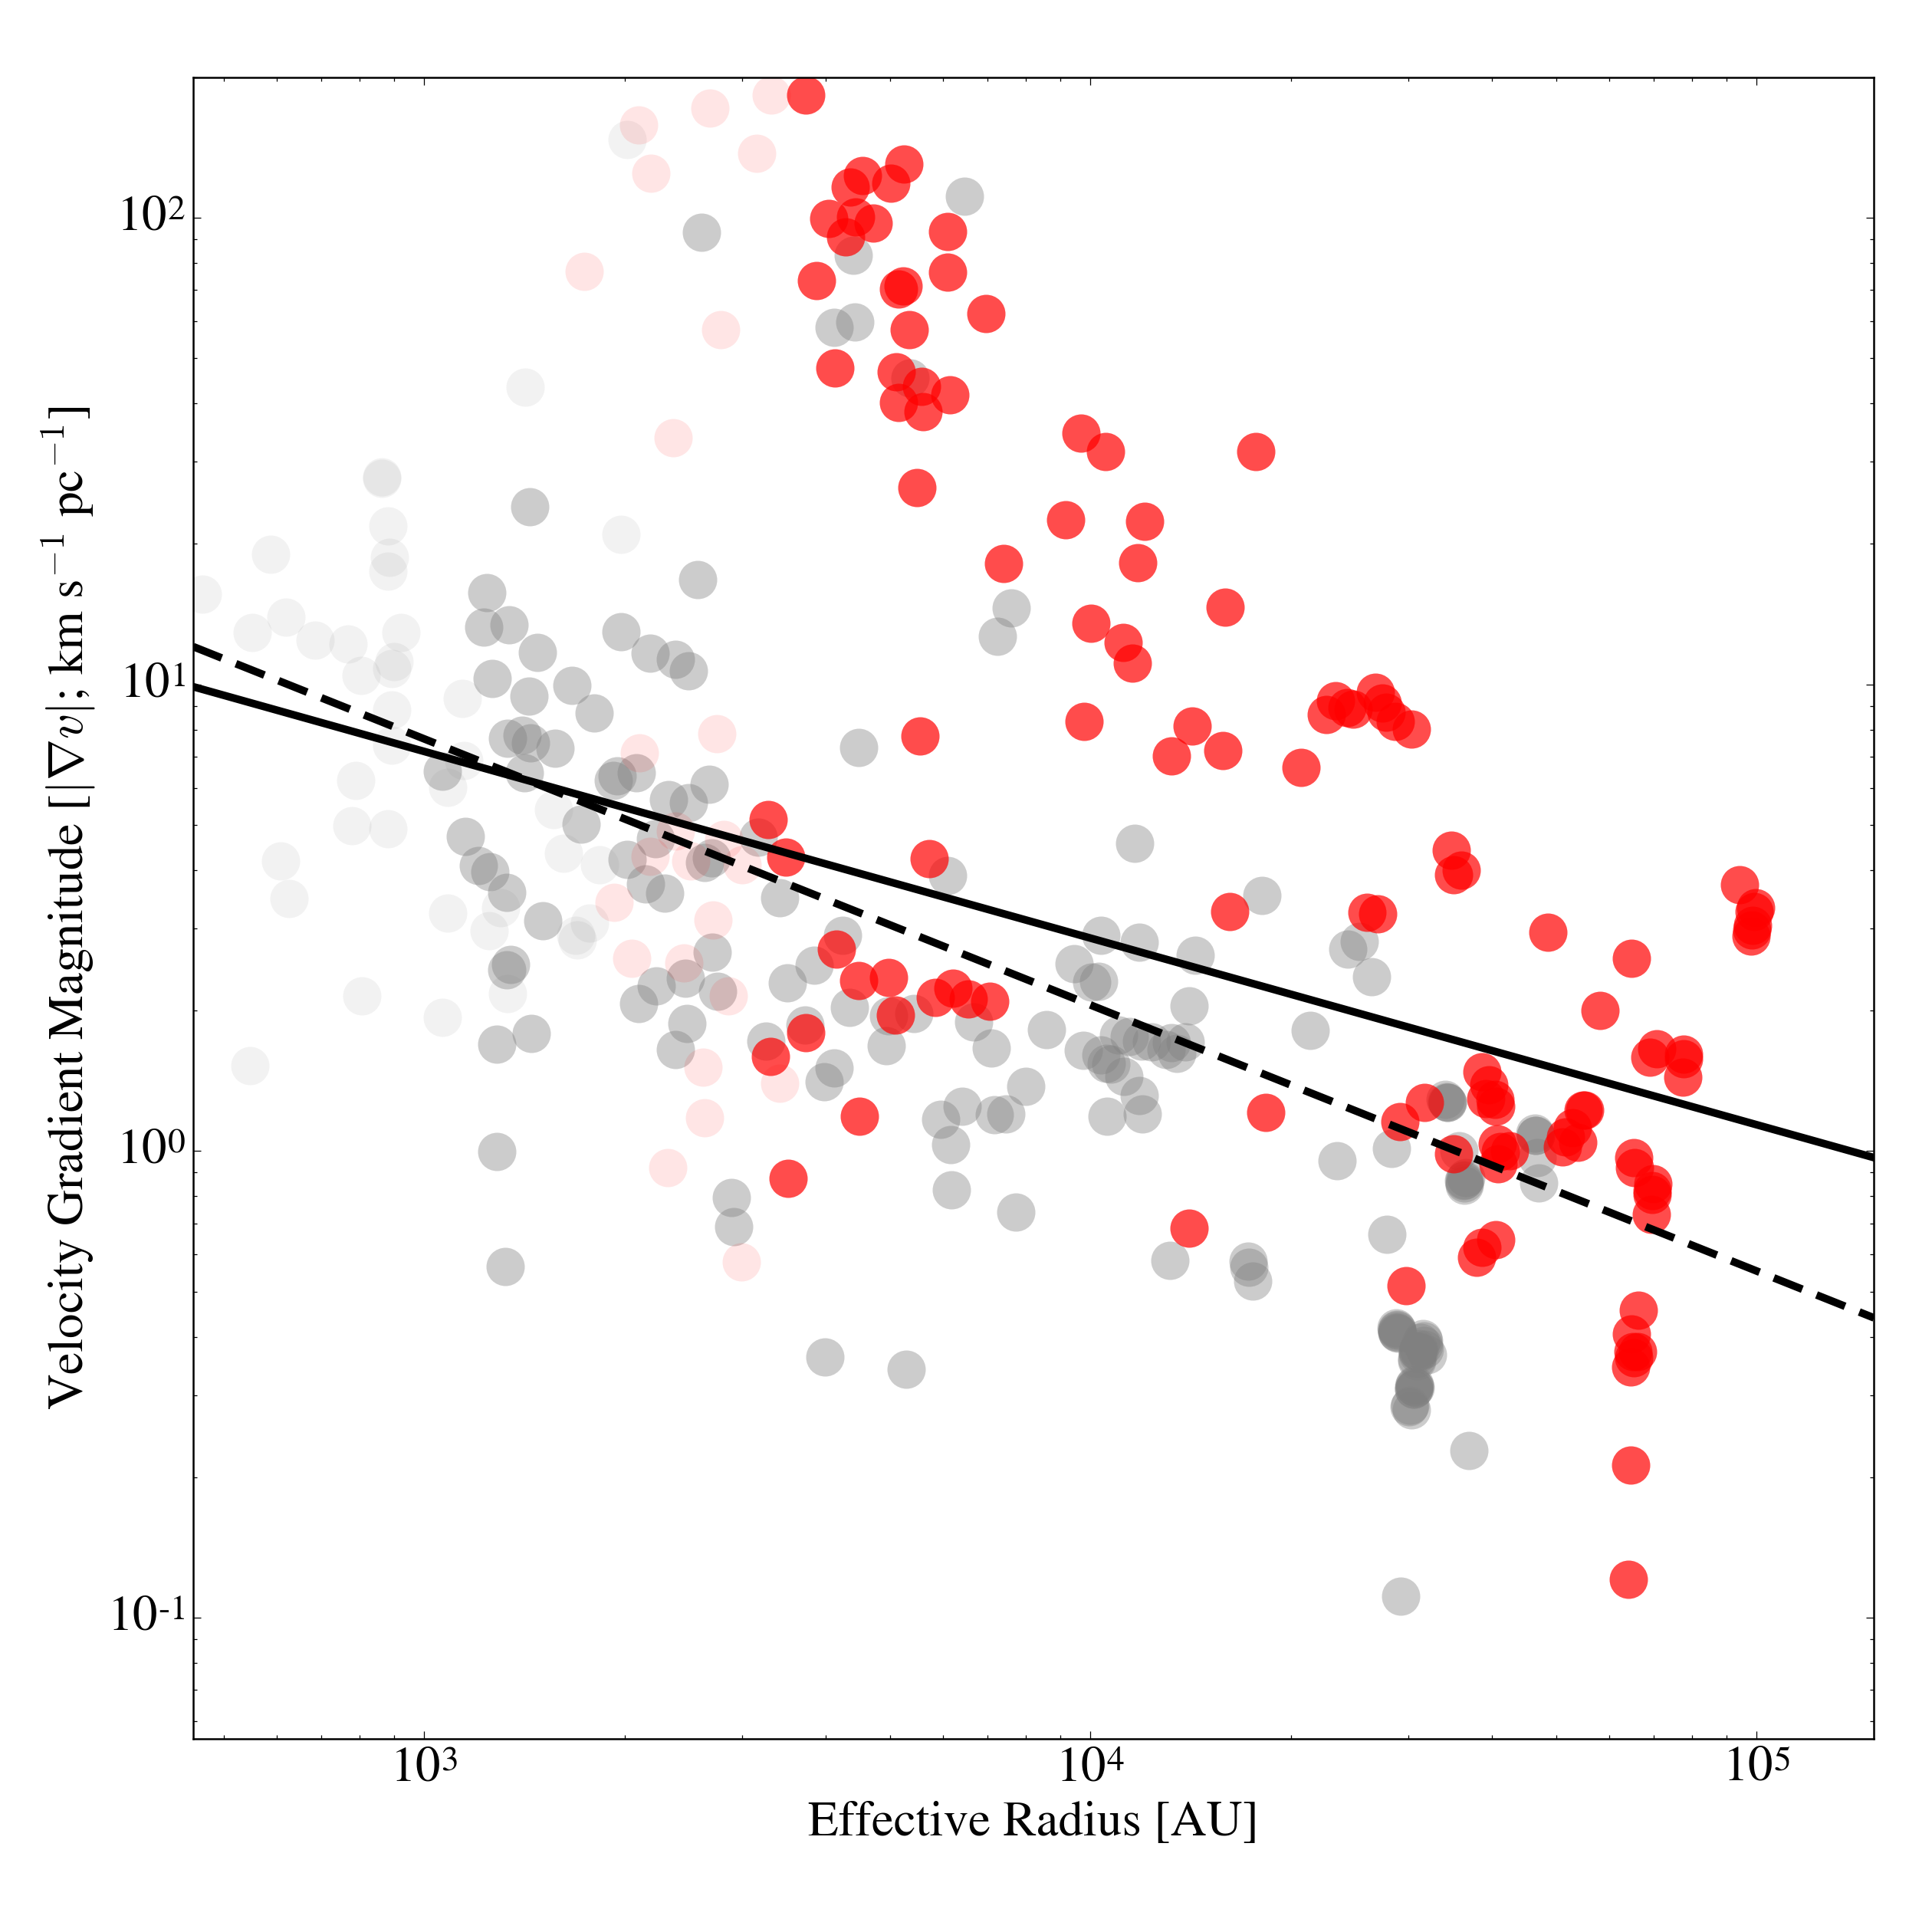 Velocity Gradient Magnitude [|∇v|; km s⁻¹ pc⁻¹]
10²
10¹
10⁰
10⁻¹
10³ 10⁴ 10⁵
Effective Radius [AU]